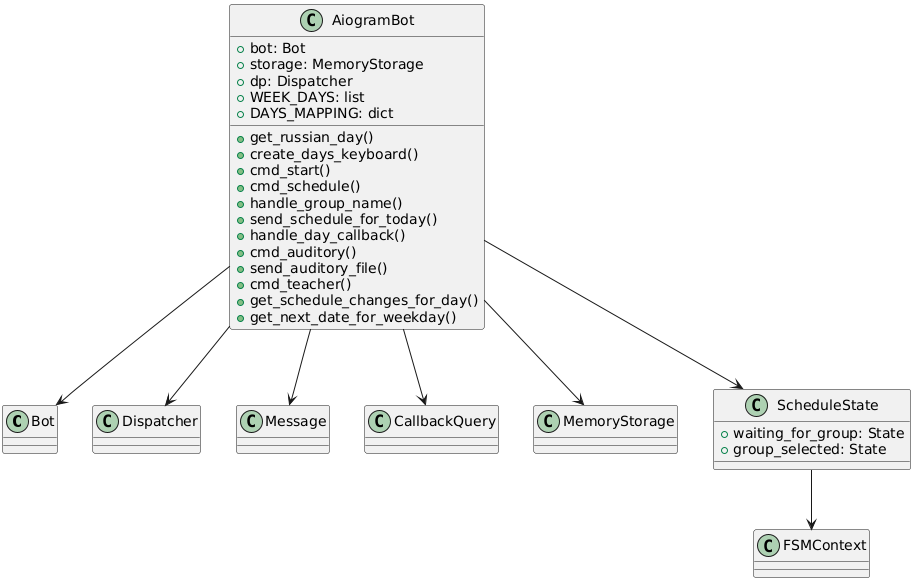 C AiogramBot
bot: Bot
storage: MemoryStorage
dp: Dispatcher
WEEK_DAYS: list
DAYS_MAPPING: dict
get_russian_day()
create_days_keyboard()
cmd_start()
cmd_schedule()
handle_group_name()
send_schedule_for_today()
handle_day_callback()
cmd_auditory()
send_auditory_file()
cmd_teacher()
get_schedule_changes_for_day()
get_next_date_for_weekday()
C Bot
C Dispatcher
C Message
C CallbackQuery
C MemoryStorage
C ScheduleState
waiting_for_group: State
group_selected: State
C FSMContext